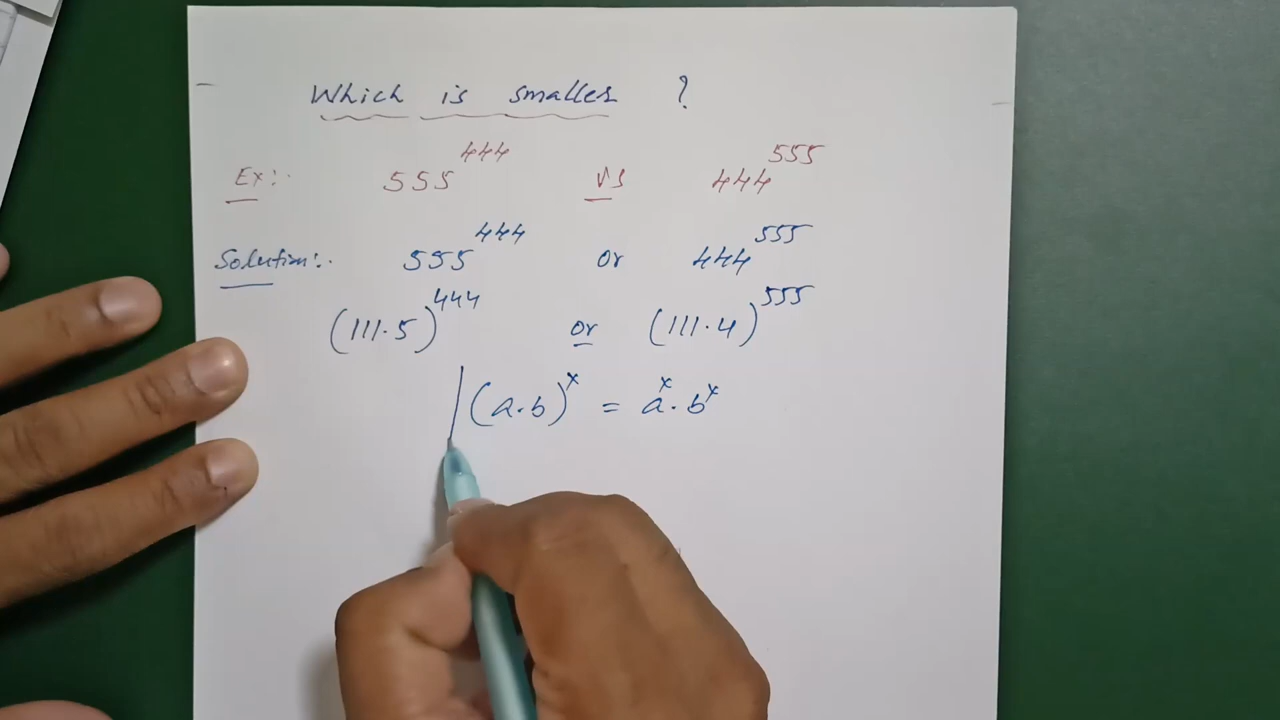 Which is smaller ?
Ex:- 555^444 vs 444^555
Solution:- 555^444 or 444^555
(111.5)^444 or (111.4)^555
(a.b)^x = a^x . b^x